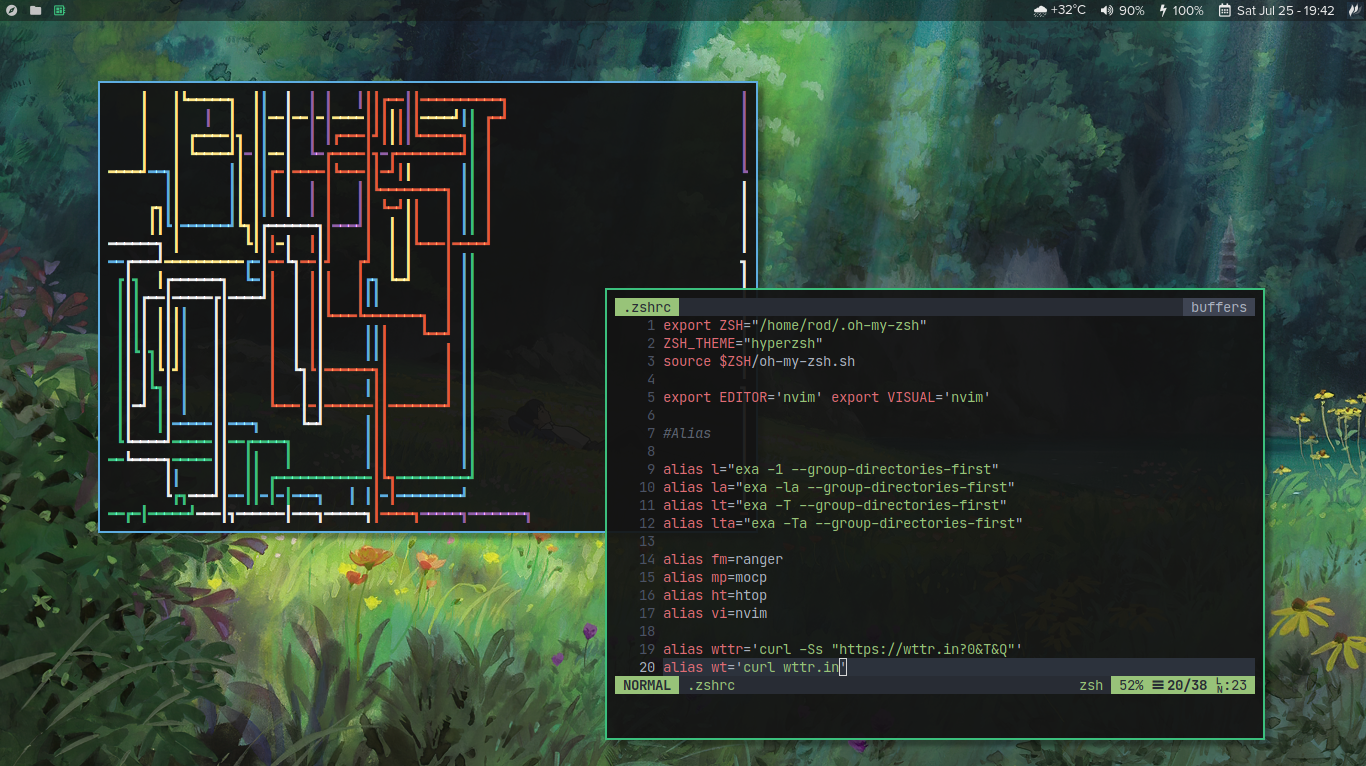 +32°C 90% 100% Sat Jul 25 - 19:42
.zshrc buffers
1 export ZSH="/home/rod/.oh-my-zsh"
2 ZSH_THEME="hyperzsh"
3 source $ZSH/oh-my-zsh.sh
4
5 export EDITOR='nvim' export VISUAL='nvim'
6
7 #Alias
8
9 alias l="exa -1 --group-directories-first"
10 alias la="exa -la --group-directories-first"
11 alias lt="exa -T --group-directories-first"
12 alias lta="exa -Ta --group-directories-first"
13
14 alias fm=ranger
15 alias mp=mocp
16 alias ht=htop
17 alias vi=nvim
18
19 alias wttr='curl -Ss "https://wttr.in?0&T&Q"'
20 alias wt='curl wttr.in'
NORMAL .zshrc zsh 52% ☰ 20/38 LN:23